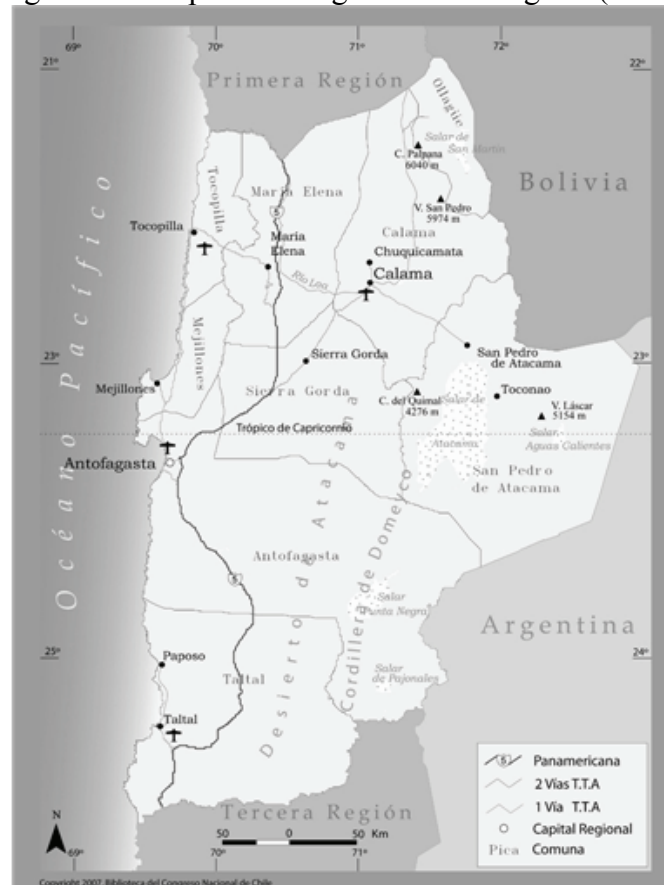 69°
70°
71°
72°
21°
22°
Primera Región
Ollagüe
Salar de
San Martín
C. Palpana
6040 m
Bolivia
Tocopilla
María Elena
5
V. San Pedro
5974 m
Tocopilla
María
Elena
Calama
Chuquicamata
Calama
Río Loa
Océano Pacífico
Mejillones
23°
23°
Sierra Gorda
San Pedro
de Atacama
Mejillones
Sierra Gorda
C. del Quimal
4276 m
Salar de
Atacama
Toconao
V. Láscar
5154 m
Trópico de Capricornio
Salar
Aguas Calientes
Antofagasta
San Pedro
de Atacama
Desierto de Atacama
Cordillera de Domeyco
Antofagasta
5
Salar
Punta Negra
Argentina
25°
24°
Paposo
Taltal
Salar
de Pajonales
Taltal
Tercera Región
N
50 0 50 Km
70°
71°
5 Panamericana
2 Vías T.T.A
1 Vía T.T.A
Capital Regional
Pica Comuna
Copyright 2007 Biblioteca del Congreso Nacional de Chile